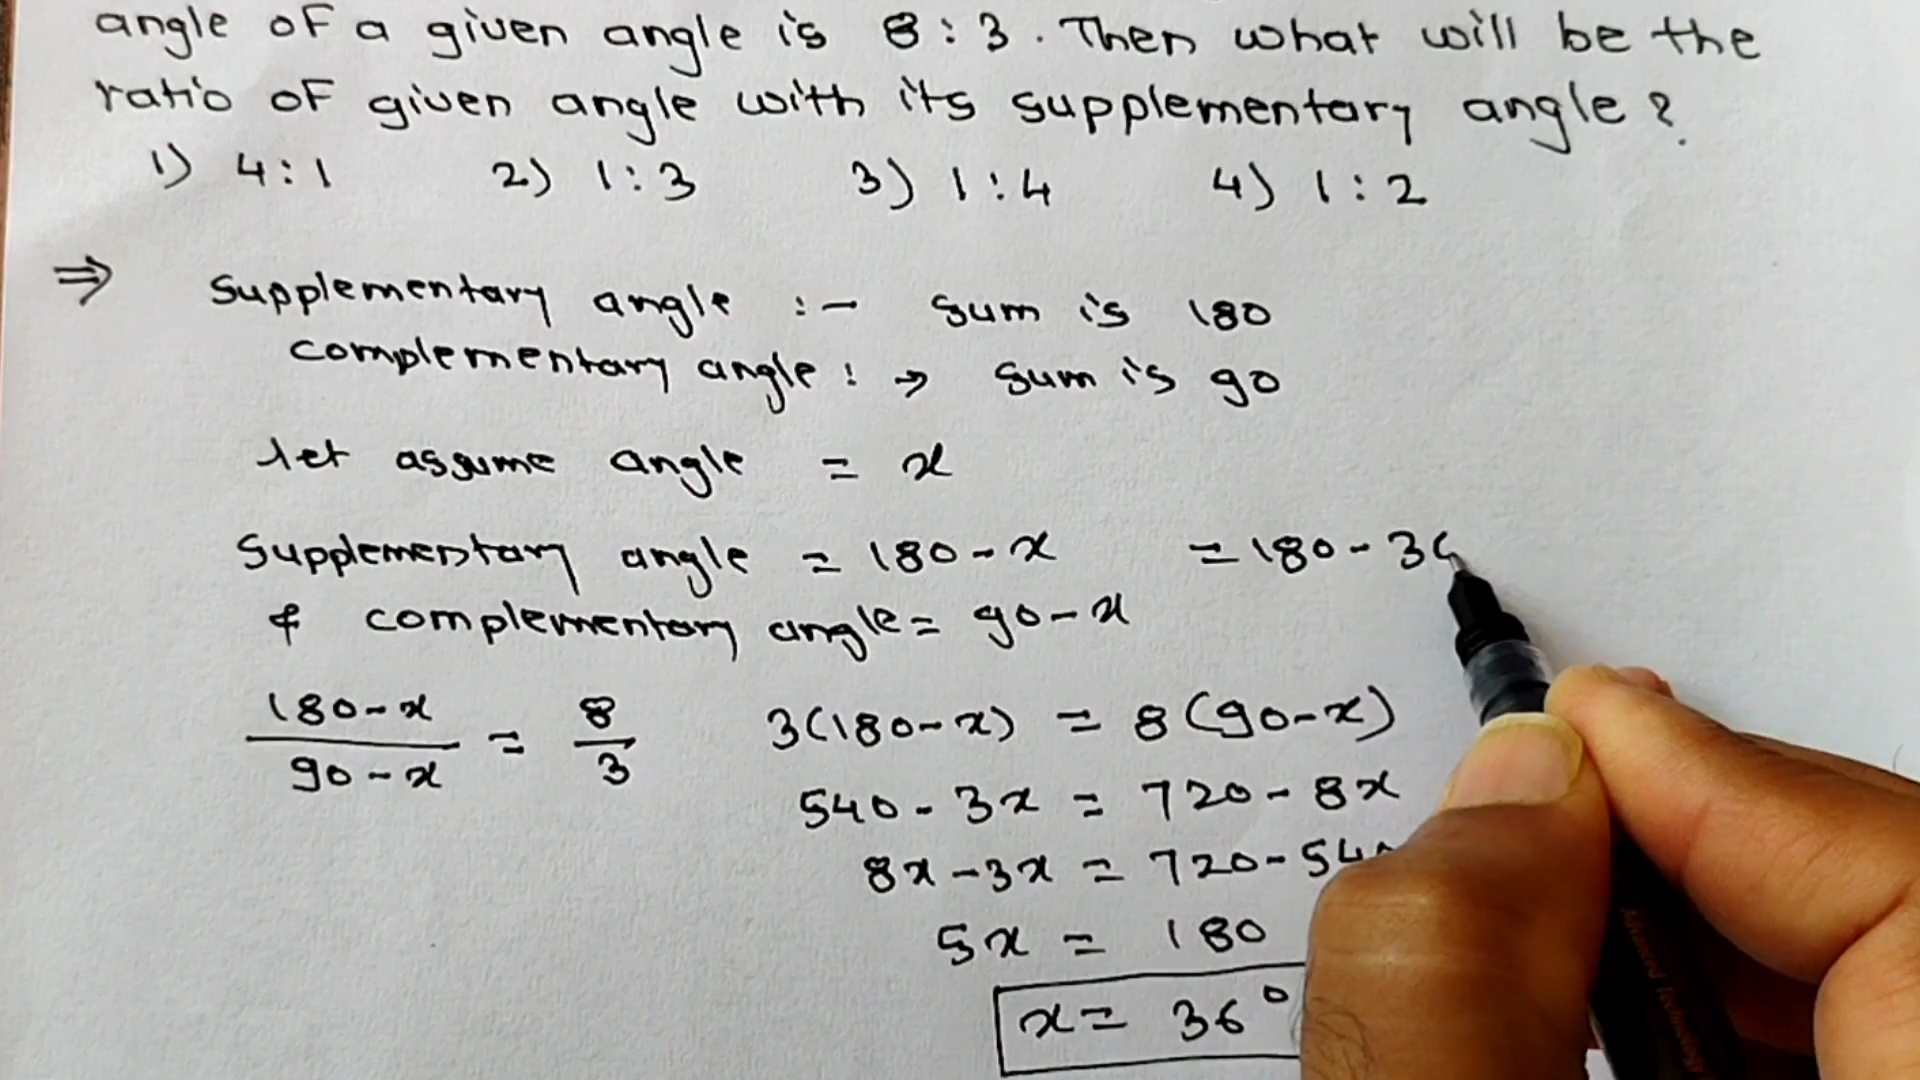 angle of a given angle is 8 : 3 . Then what will be the
ratio of given angle with its supplementary angle ?
1) 4 : 1 2) 1 : 3 3) 1 : 4 4) 1 : 2
⇒ Supplementary angle :- sum is 180
complementary angle : → sum is 90
let assume angle = x
Supplementary angle = 180 - x = 180 - 36
& complementary angle = 90 - x
(180 - x)/(90 - x) = 8/3
3(180 - x) = 8(90 - x)
540 - 3x = 720 - 8x
8x - 3x = 720 - 540
5x = 180
x = 36°
Advanced Technology